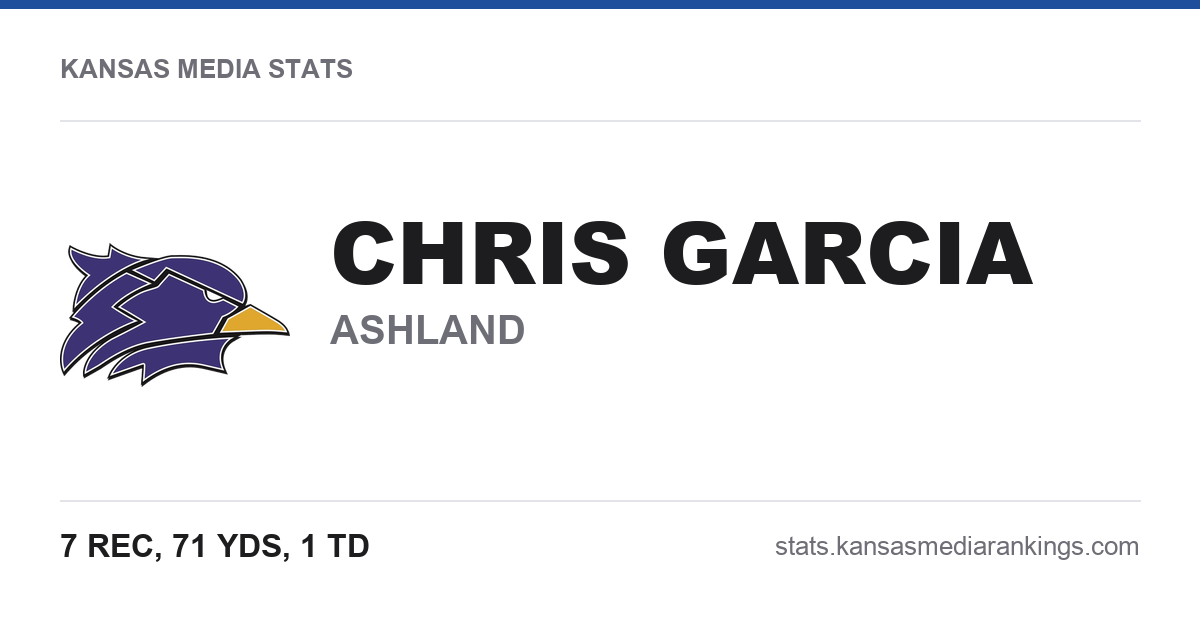 KANSAS MEDIA STATS
CHRIS GARCIA
ASHLAND
7 REC, 71 YDS, 1 TD
stats.kansasmediarankings.com